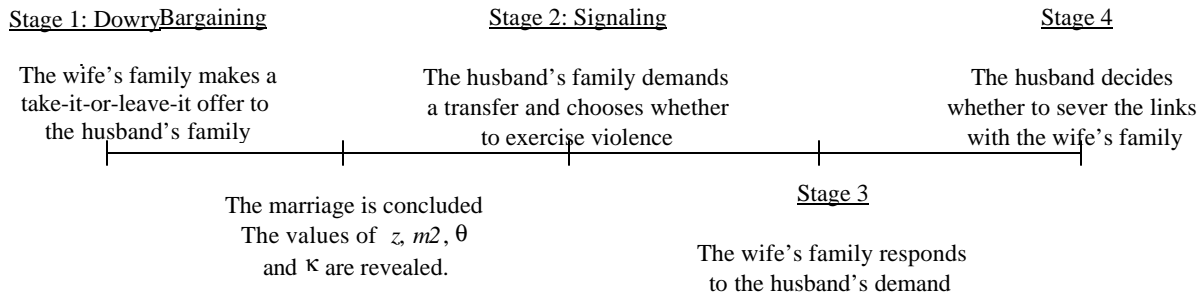 Stage 1: Dowry Bargaining
The wife's family makes a
take-it-or-leave-it offer to
the husband's family
The marriage is concluded
The values of z, m2, θ
and κ are revealed.
Stage 2: Signaling
The husband's family demands
a transfer and chooses whether
to exercise violence
Stage 3
The wife's family responds
to the husband's demand
Stage 4
The husband decides
whether to sever the links
with the wife's family